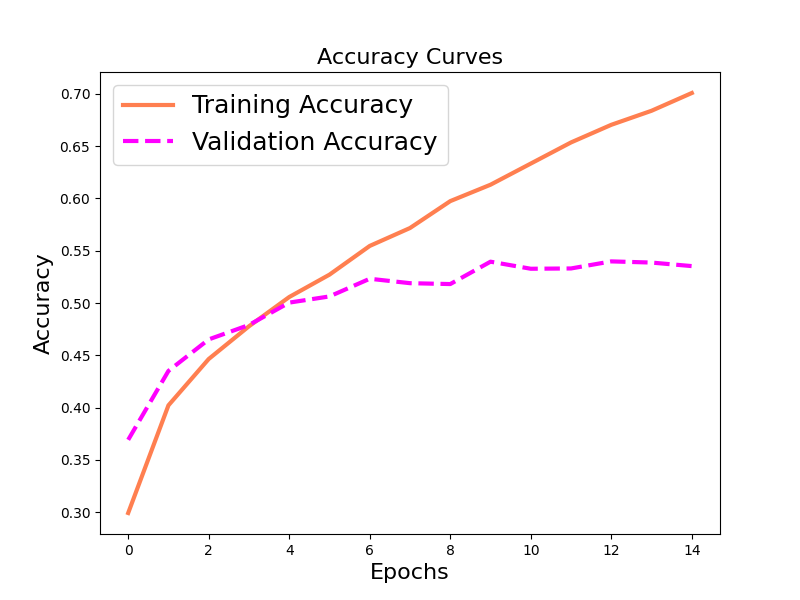 Accuracy Curves
Training Accuracy
Validation Accuracy
Accuracy
0.70
0.65
0.60
0.55
0.50
0.45
0.40
0.35
0.30
0 2 4 6 8 10 12 14
Epochs